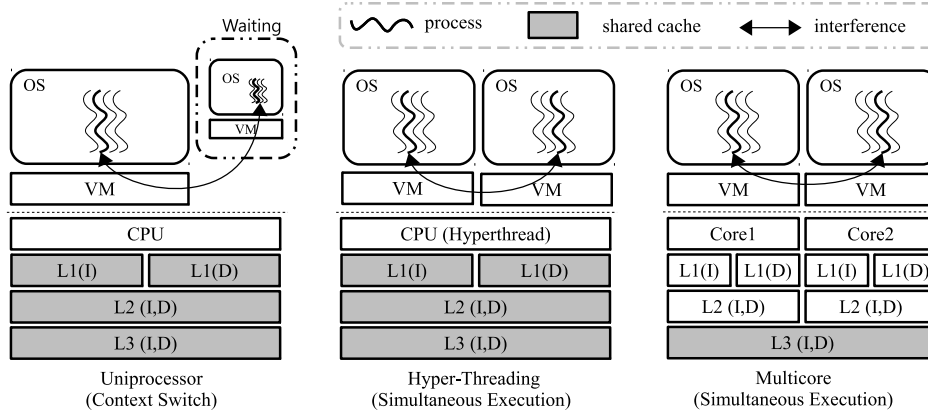 process shared cache interference
Waiting
OS
VM
OS
VM
CPU
L1(I) L1(D)
L2 (I,D)
L3 (I,D)
Uniprocessor
(Context Switch)
OS OS
VM VM
CPU (Hyperthread)
L1(I) L1(D)
L2 (I,D)
L3 (I,D)
Hyper-Threading
(Simultaneous Execution)
OS OS
VM VM
Core1 Core2
L1(I) L1(D) L1(I) L1(D)
L2 (I,D) L2 (I,D)
L3 (I,D)
Multicore
(Simultaneous Execution)